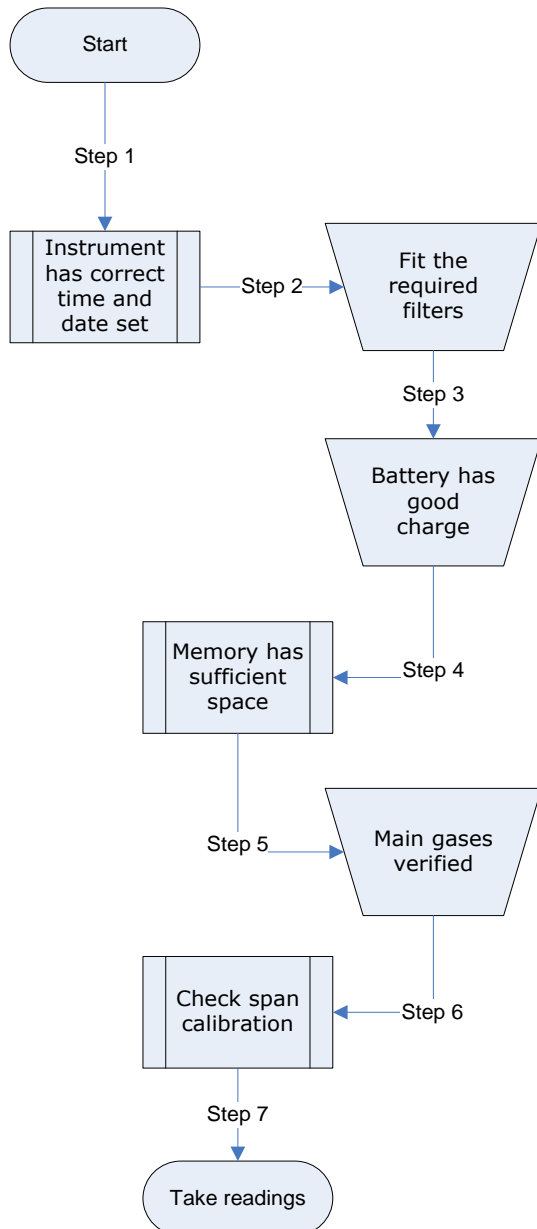 Start
Step 1
Instrument
has correct
time and
date set
Step 2
Fit the
required
filters
Step 3
Battery has
good
charge
Step 4
Memory has
sufficient
space
Step 5
Main gases
verified
Step 6
Check span
calibration
Step 7
Take readings